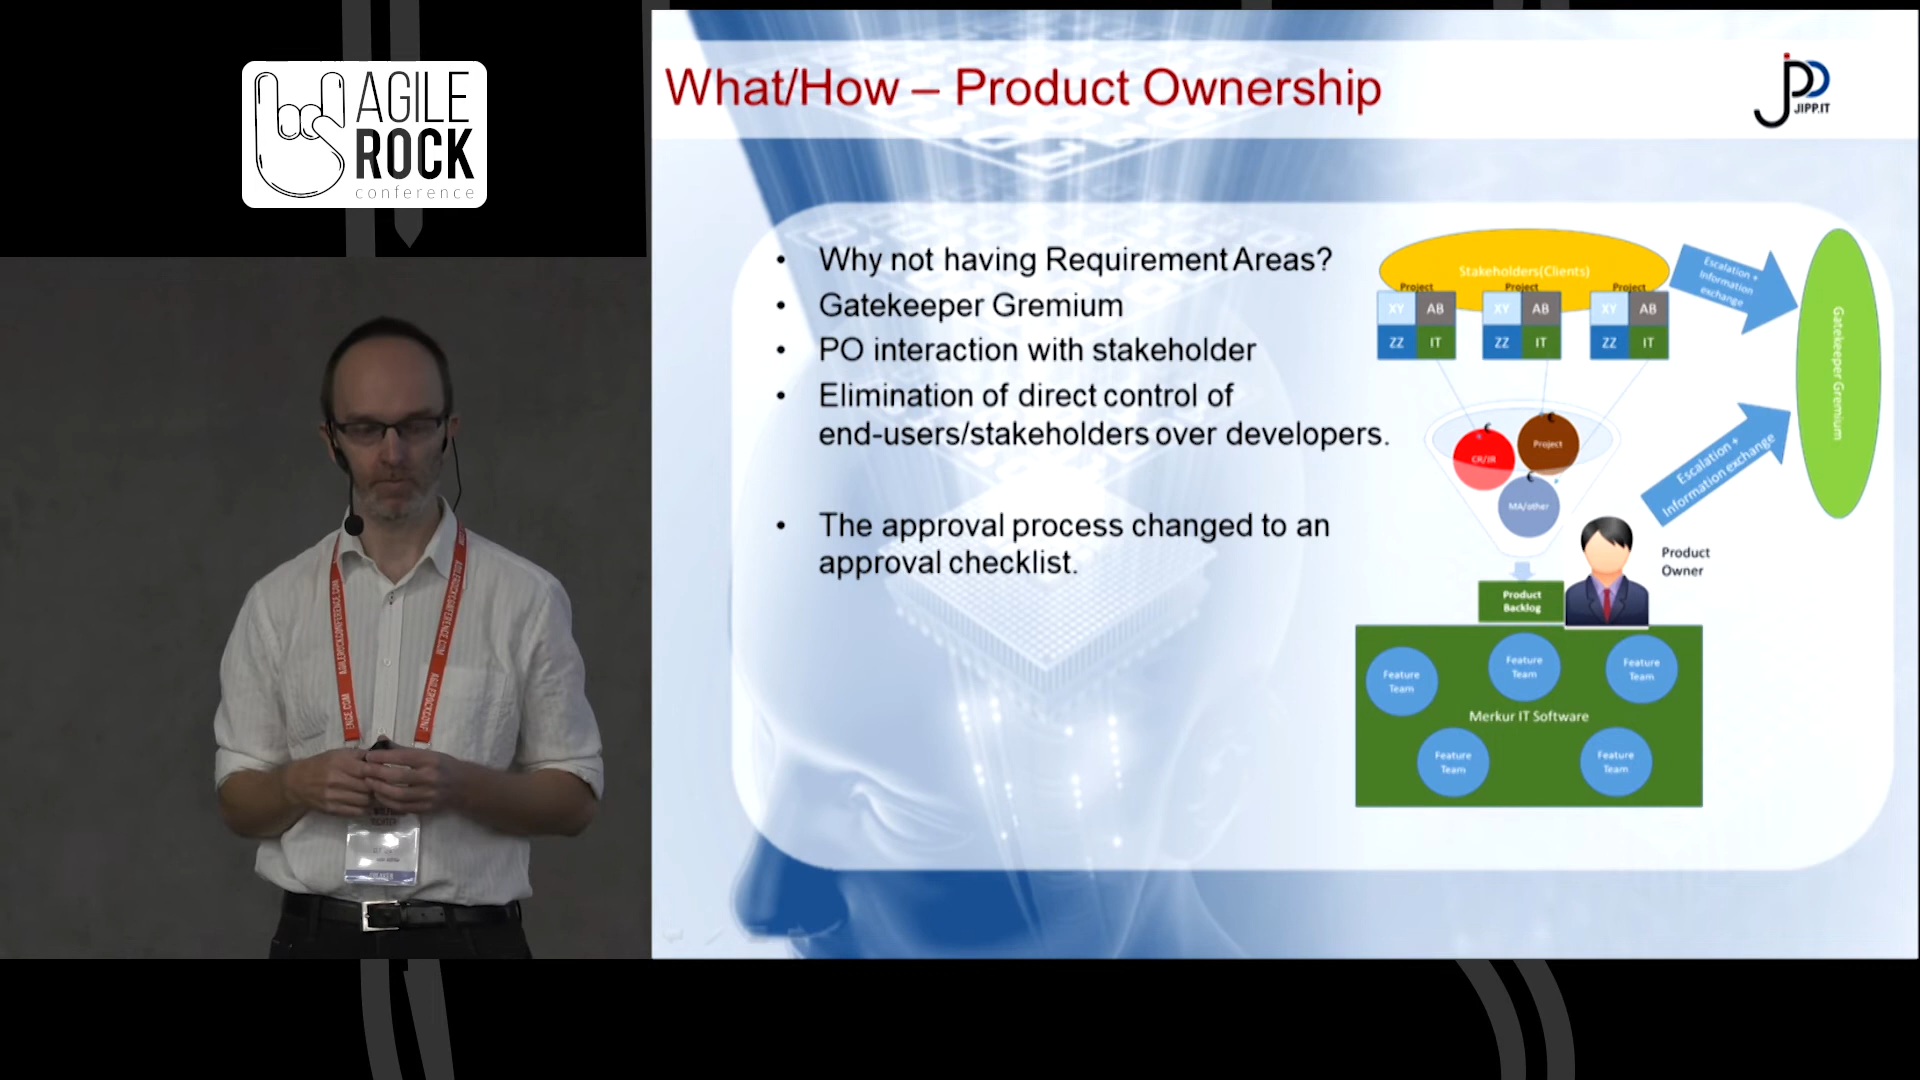 AGILE
ROCK
conference
What/How – Product Ownership
JIPP.IT
• Why not having Requirement Areas?
• Gatekeeper Gremium
• PO interaction with stakeholder
• Elimination of direct control of
end-users/stakeholders over developers.
• The approval process changed to an
approval checklist.
Stakeholders(Clients)
Project Project Project
XY AB XY AB XY AB
ZZ IT ZZ IT ZZ IT
Escalation +
Information
exchange
Gatekeeper Gremium
CR/IR
Project
MA/other
Escalation +
Information exchange
Product
Owner
Product
Backlog
Feature
Team
Feature
Team
Feature
Team
Merkur IT Software
Feature
Team
Feature
Team
AGILEROCKCONFERENCE.COM
SPEAKER